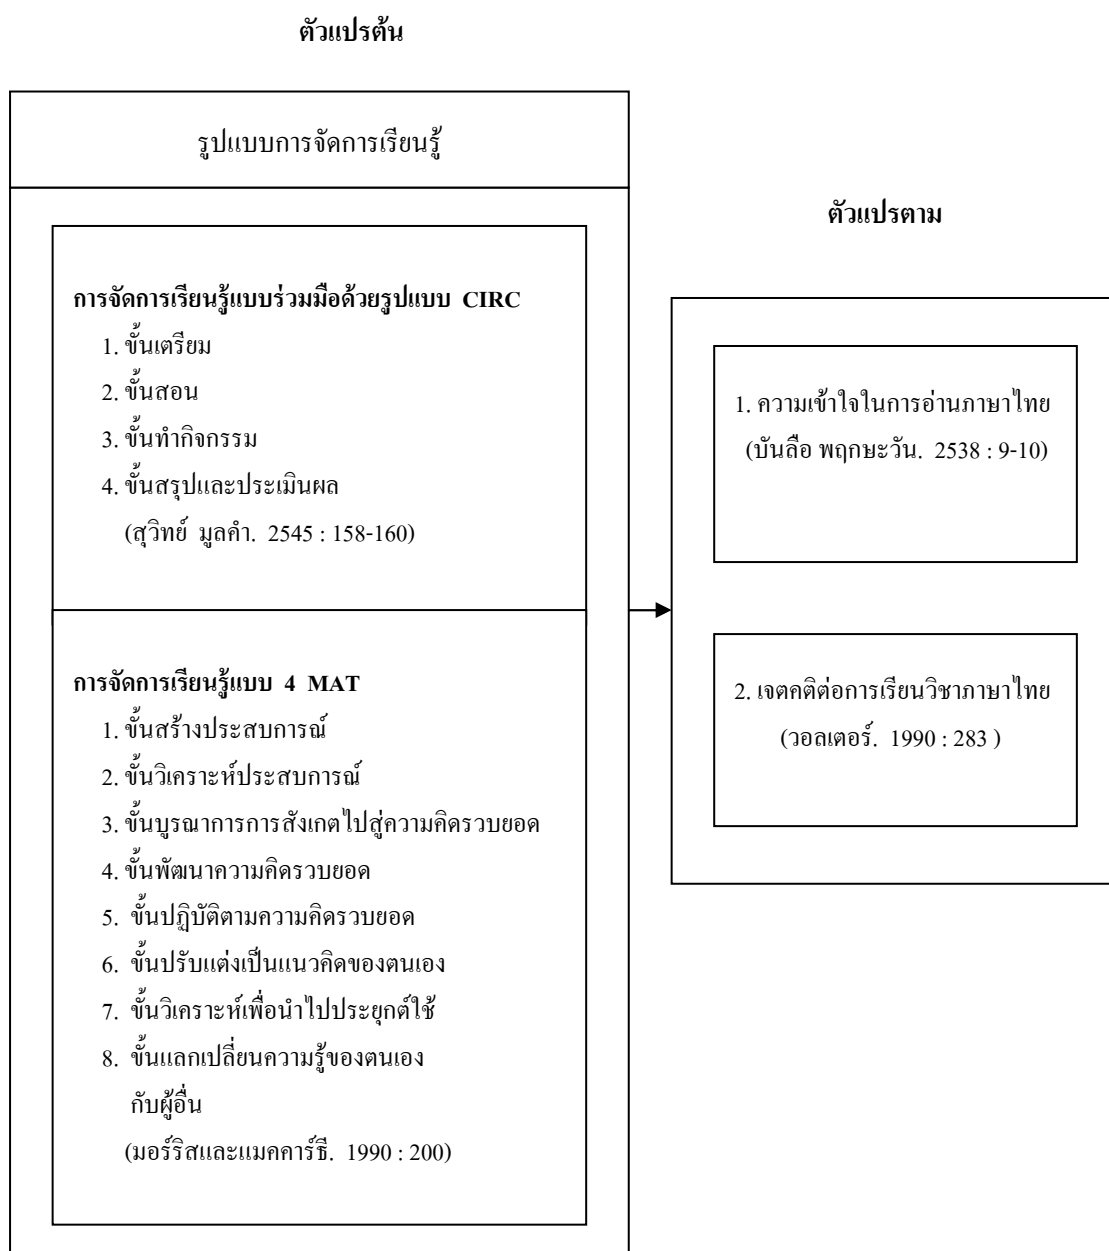 ตัวแปรต้น
รูปแบบการจัดการเรียนรู้
การจัดการเรียนรู้แบบร่วมมือด้วยรูปแบบ CIRC
1. ขั้นเตรียม
2. ขั้นสอน
3. ขั้นทำกิจกรรม
4. ขั้นสรุปและประเมินผล
(สุวิทย์ มูลคำ. 2545 : 158-160)
การจัดการเรียนรู้แบบ 4 MAT
1. ขั้นสร้างประสบการณ์
2. ขั้นวิเคราะห์ประสบการณ์
3. ขั้นบูรณาการการสังเกตไปสู่ความคิดรวบยอด
4. ขั้นพัฒนาความคิดรวบยอด
5. ขั้นปฏิบัติตามความคิดรวบยอด
6. ขั้นปรับแต่งเป็นแนวคิดของตนเอง
7. ขั้นวิเคราะห์เพื่อนำไปประยุกต์ใช้
8. ขั้นแลกเปลี่ยนความรู้ของตนเอง
กับผู้อื่น
(มอร์ริสและแมคคาร์ธี. 1990 : 200)
ตัวแปรตาม
1. ความเข้าใจในการอ่านภาษาไทย
(บันลือ พฤกษะวัน. 2538 : 9-10)
2. เจตคติต่อการเรียนวิชาภาษาไทย
(วอลเตอร์. 1990 : 283 )